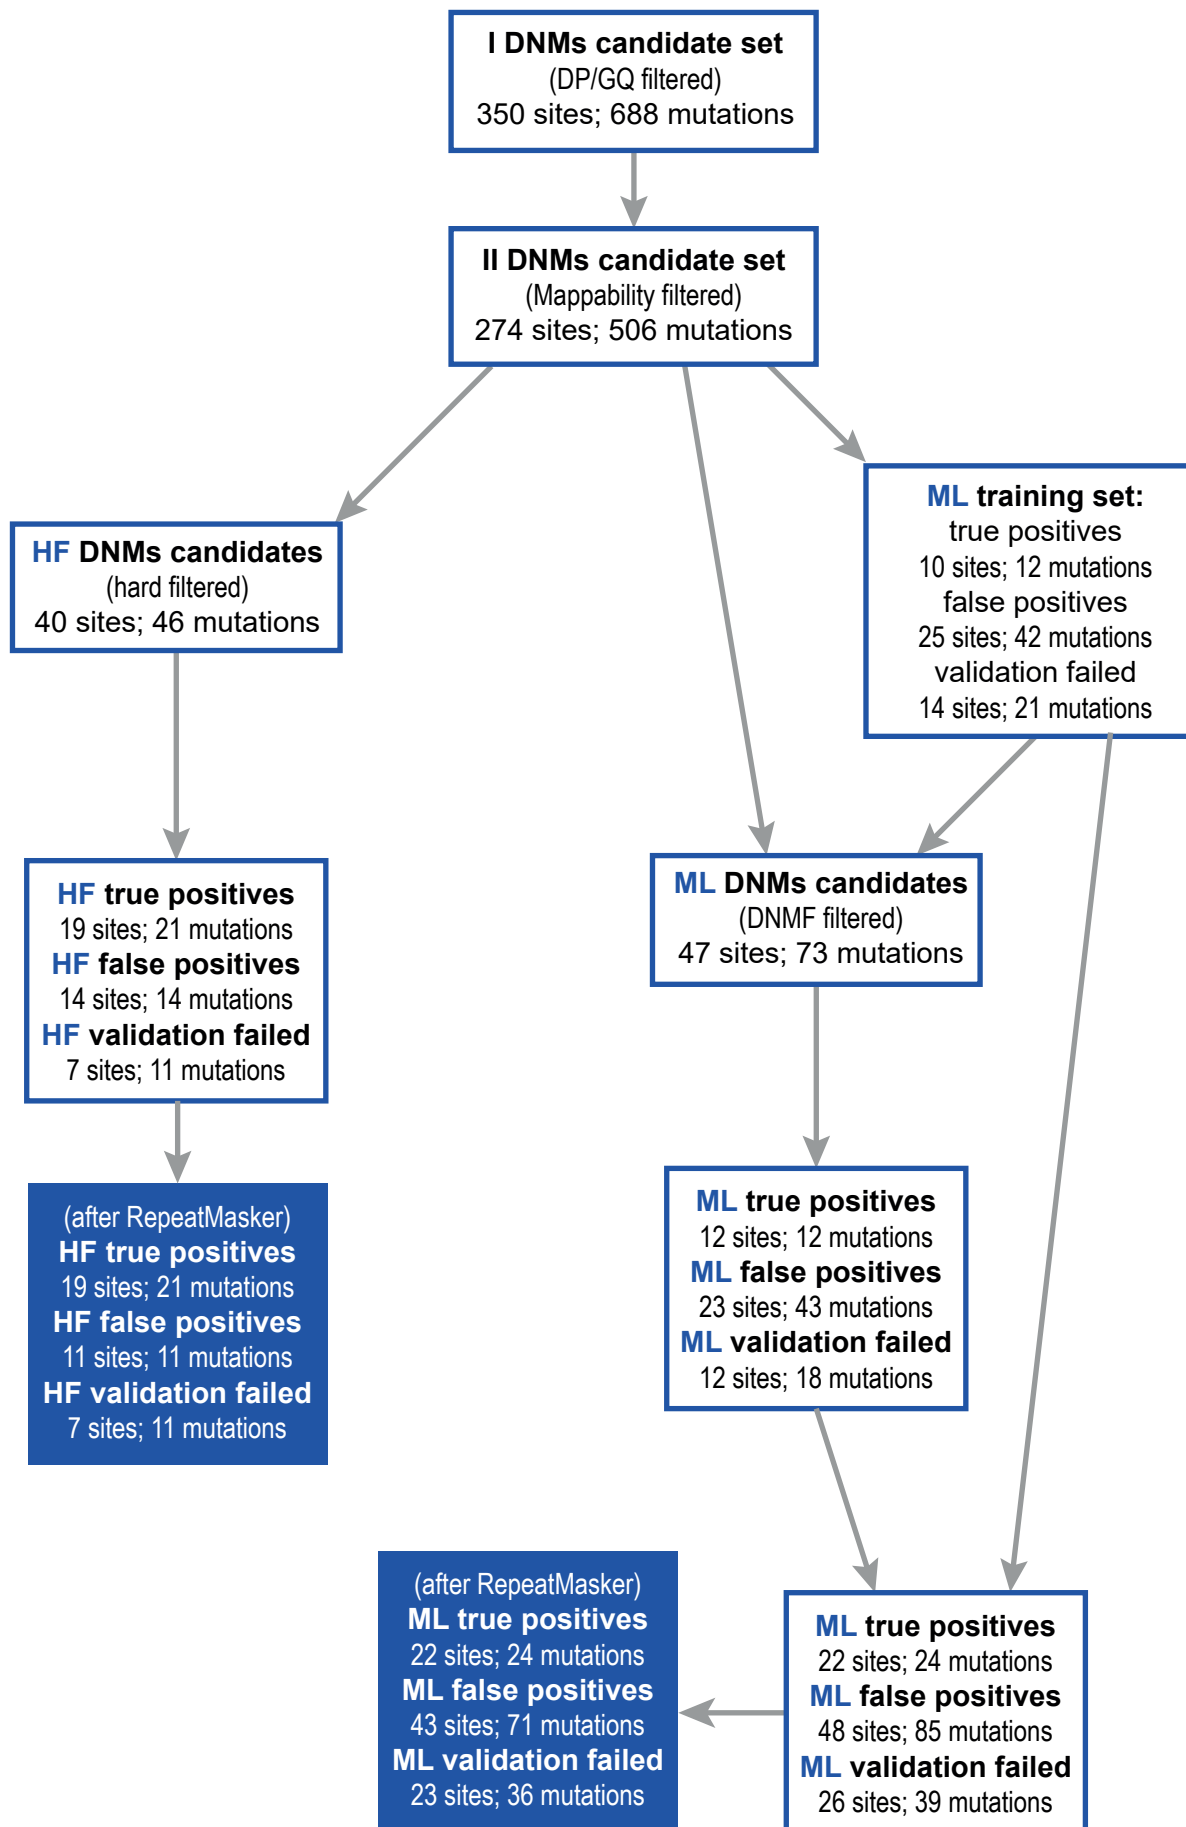 I DNMs candidate set
(DP/GQ filtered)
350 sites; 688 mutations
II DNMs candidate set
(Mappability filtered)
274 sites; 506 mutations
ML training set:
true positives
10 sites; 12 mutations
false positives
25 sites; 42 mutations
validation failed
14 sites; 21 mutations
HF DNMs candidates
(hard filtered)
40 sites; 46 mutations
HF true positives
19 sites; 21 mutations
HF false positives
14 sites; 14 mutations
HF validation failed
7 sites; 11 mutations
ML DNMs candidates
(DNMF filtered)
47 sites; 73 mutations
(after RepeatMasker)
HF true positives
19 sites; 21 mutations
HF false positives
11 sites; 11 mutations
HF validation failed
7 sites; 11 mutations
ML true positives
12 sites; 12 mutations
ML false positives
23 sites; 43 mutations
ML validation failed
12 sites; 18 mutations
(after RepeatMasker)
ML true positives
22 sites; 24 mutations
ML false positives
43 sites; 71 mutations
ML validation failed
23 sites; 36 mutations
ML true positives
22 sites; 24 mutations
ML false positives
48 sites; 85 mutations
ML validation failed
26 sites; 39 mutations